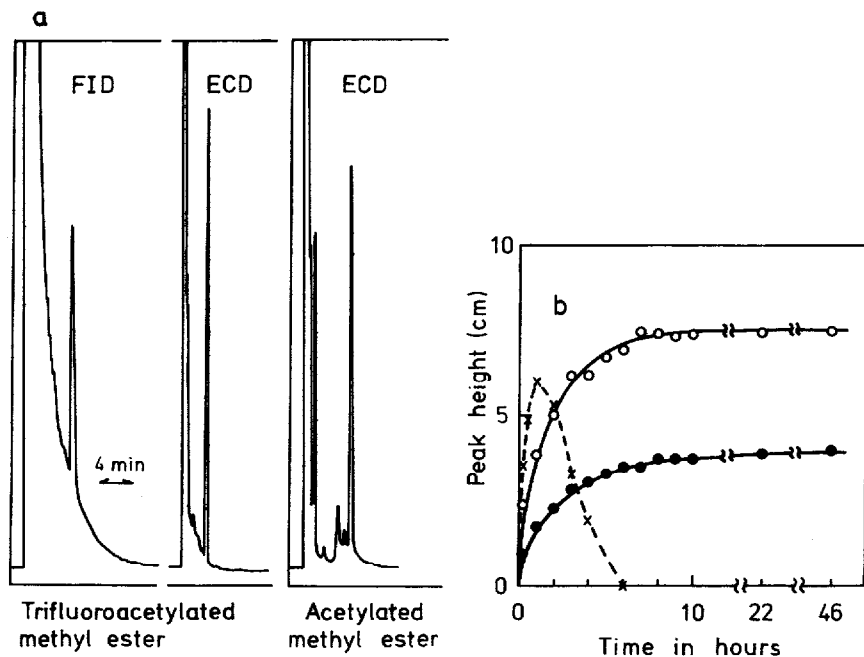 a
FID
ECD
ECD
4 min
Trifluoroacetylated
methyl ester
Acetylated
methyl ester
b
Peak height (cm)
10
5
0
0
10
22
46
Time in hours